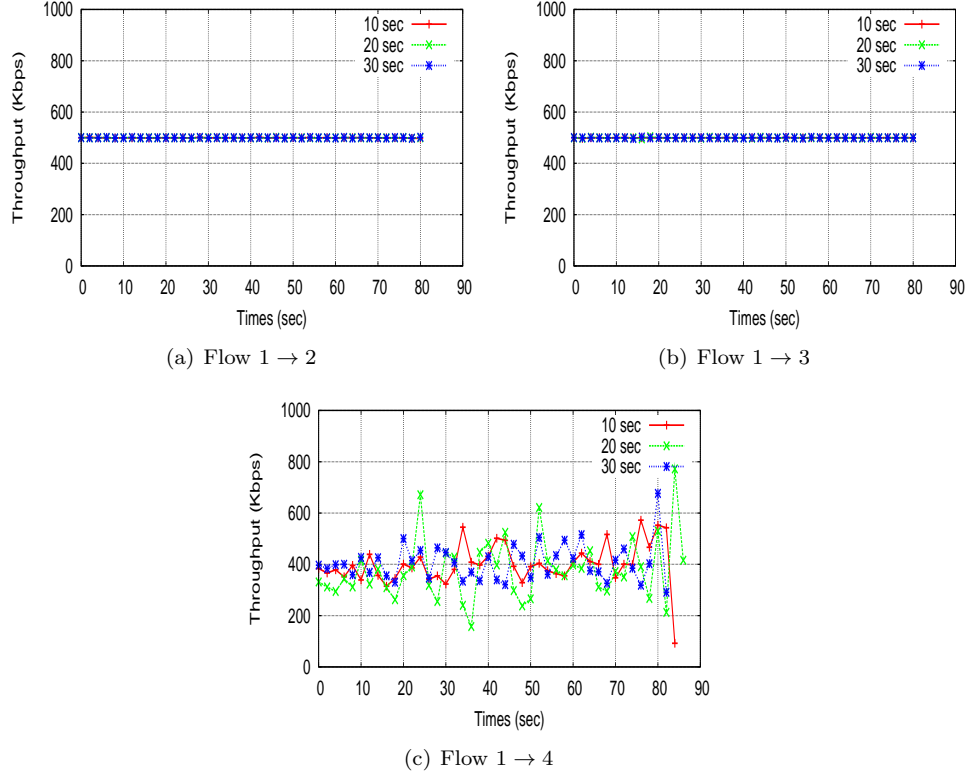 1000
800
600
400
200
0
Throughput (Kbps)
10 sec
20 sec
30 sec
0 10 20 30 40 50 60 70 80 90
Times (sec)
(a) Flow 1 → 2
1000
800
600
400
200
0
Throughput (Kbps)
10 sec
20 sec
30 sec
0 10 20 30 40 50 60 70 80 90
Times (sec)
(b) Flow 1 → 3
1000
800
600
400
200
0
Throughput (Kbps)
10 sec
20 sec
30 sec
0 10 20 30 40 50 60 70 80 90
Times (sec)
(c) Flow 1 → 4